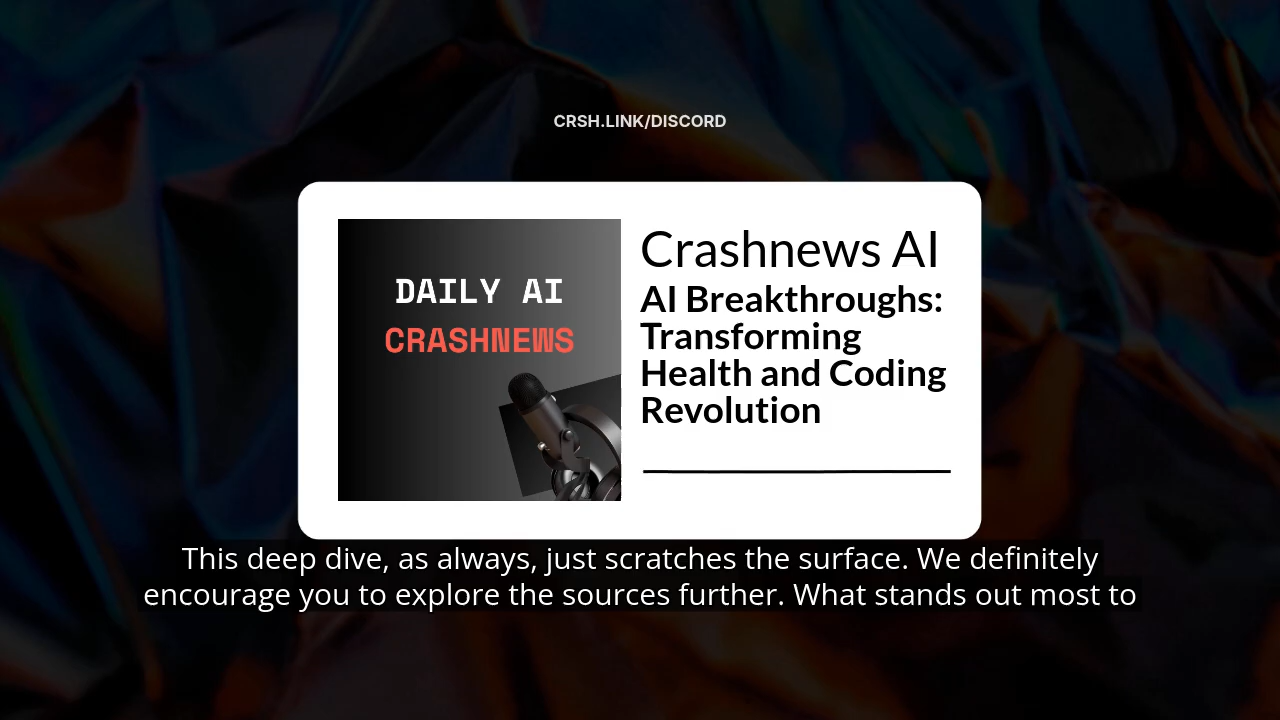 CRSH.LINK/DISCORD
DAILY AI
CRASHNEWS
Crashnews AI
AI Breakthroughs:
Transforming
Health and Coding
Revolution
This deep dive, as always, just scratches the surface. We definitely
encourage you to explore the sources further. What stands out most to